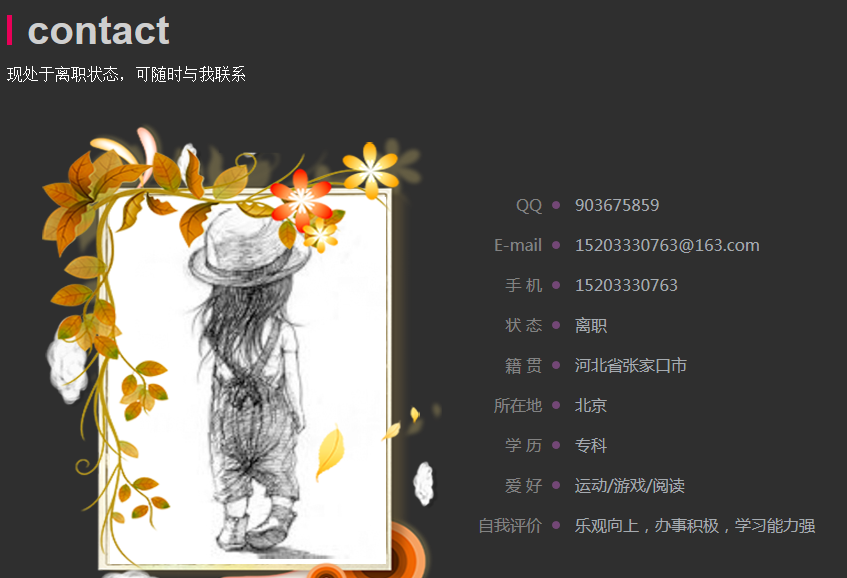 contact
现处于离职状态，可随时与我联系
QQ 903675859
E-mail 15203330763@163.com
手 机 15203330763
状 态 离职
籍 贯 河北省张家口市
所在地 北京
学 历 专科
爱 好 运动/游戏/阅读
自我评价 乐观向上，办事积极，学习能力强